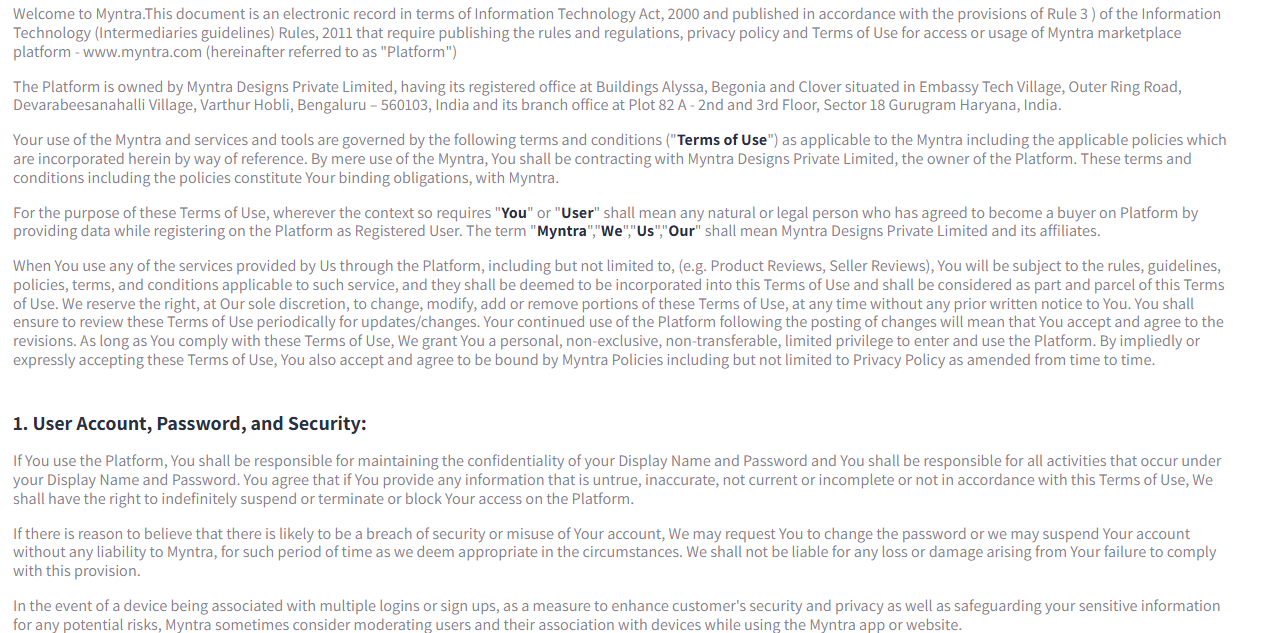 Welcome to Myntra.This document is an electronic record in terms of Information Technology Act, 2000 and published in accordance with the provisions of Rule 3 ) of the Information
Technology (Intermediaries guidelines) Rules, 2011 that require publishing the rules and regulations, privacy policy and Terms of Use for access or usage of Myntra marketplace
platform - www.myntra.com (hereinafter referred to as "Platform")
The Platform is owned by Myntra Designs Private Limited, having its registered office at Buildings Alyssa, Begonia and Clover situated in Embassy Tech Village, Outer Ring Road,
Devarabeesanahalli Village, Varthur Hobli, Bengaluru – 560103, India and its branch office at Plot 82 A - 2nd and 3rd Floor, Sector 18 Gurugram Haryana, India.
Your use of the Myntra and services and tools are governed by the following terms and conditions ("Terms of Use") as applicable to the Myntra including the applicable policies which
are incorporated herein by way of reference. By mere use of the Myntra, You shall be contracting with Myntra Designs Private Limited, the owner of the Platform. These terms and
conditions including the policies constitute Your binding obligations, with Myntra.
For the purpose of these Terms of Use, wherever the context so requires "You" or "User" shall mean any natural or legal person who has agreed to become a buyer on Platform by
providing data while registering on the Platform as Registered User. The term "Myntra","We","Us","Our" shall mean Myntra Designs Private Limited and its affiliates.
When You use any of the services provided by Us through the Platform, including but not limited to, (e.g. Product Reviews, Seller Reviews), You will be subject to the rules, guidelines,
policies, terms, and conditions applicable to such service, and they shall be deemed to be incorporated into this Terms of Use and shall be considered as part and parcel of this Terms
of Use. We reserve the right, at Our sole discretion, to change, modify, add or remove portions of these Terms of Use, at any time without any prior written notice to You. You shall
ensure to review these Terms of Use periodically for updates/changes. Your continued use of the Platform following the posting of changes will mean that You accept and agree to the
revisions. As long as You comply with these Terms of Use, We grant You a personal, non-exclusive, non-transferable, limited privilege to enter and use the Platform. By impliedly or
expressly accepting these Terms of Use, You also accept and agree to be bound by Myntra Policies including but not limited to Privacy Policy as amended from time to time.
1. User Account, Password, and Security:
If You use the Platform, You shall be responsible for maintaining the confidentiality of your Display Name and Password and You shall be responsible for all activities that occur under
your Display Name and Password. You agree that if You provide any information that is untrue, inaccurate, not current or incomplete or not in accordance with this Terms of Use, We
shall have the right to indefinitely suspend or terminate or block Your access on the Platform.
If there is reason to believe that there is likely to be a breach of security or misuse of Your account, We may request You to change the password or we may suspend Your account
without any liability to Myntra, for such period of time as we deem appropriate in the circumstances. We shall not be liable for any loss or damage arising from Your failure to comply
with this provision.
In the event of a device being associated with multiple logins or sign ups, as a measure to enhance customer's security and privacy as well as safeguarding your sensitive information
for any potential risks, Myntra sometimes consider moderating users and their association with devices while using the Myntra app or website.